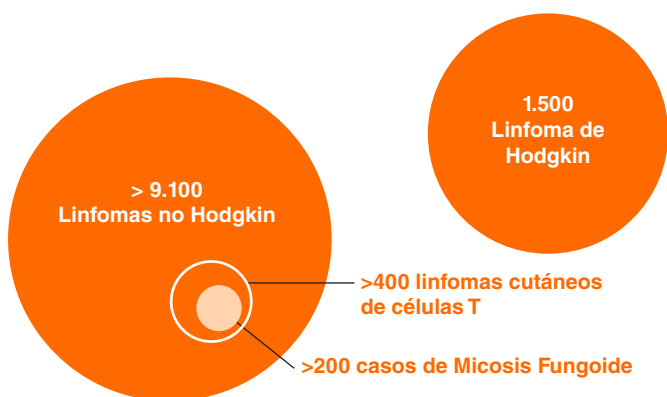 1.500
Linfoma de
Hodgkin
> 9.100
Linfomas no Hodgkin
>400 linfomas cutáneos
de células T
>200 casos de Micosis Fungoide